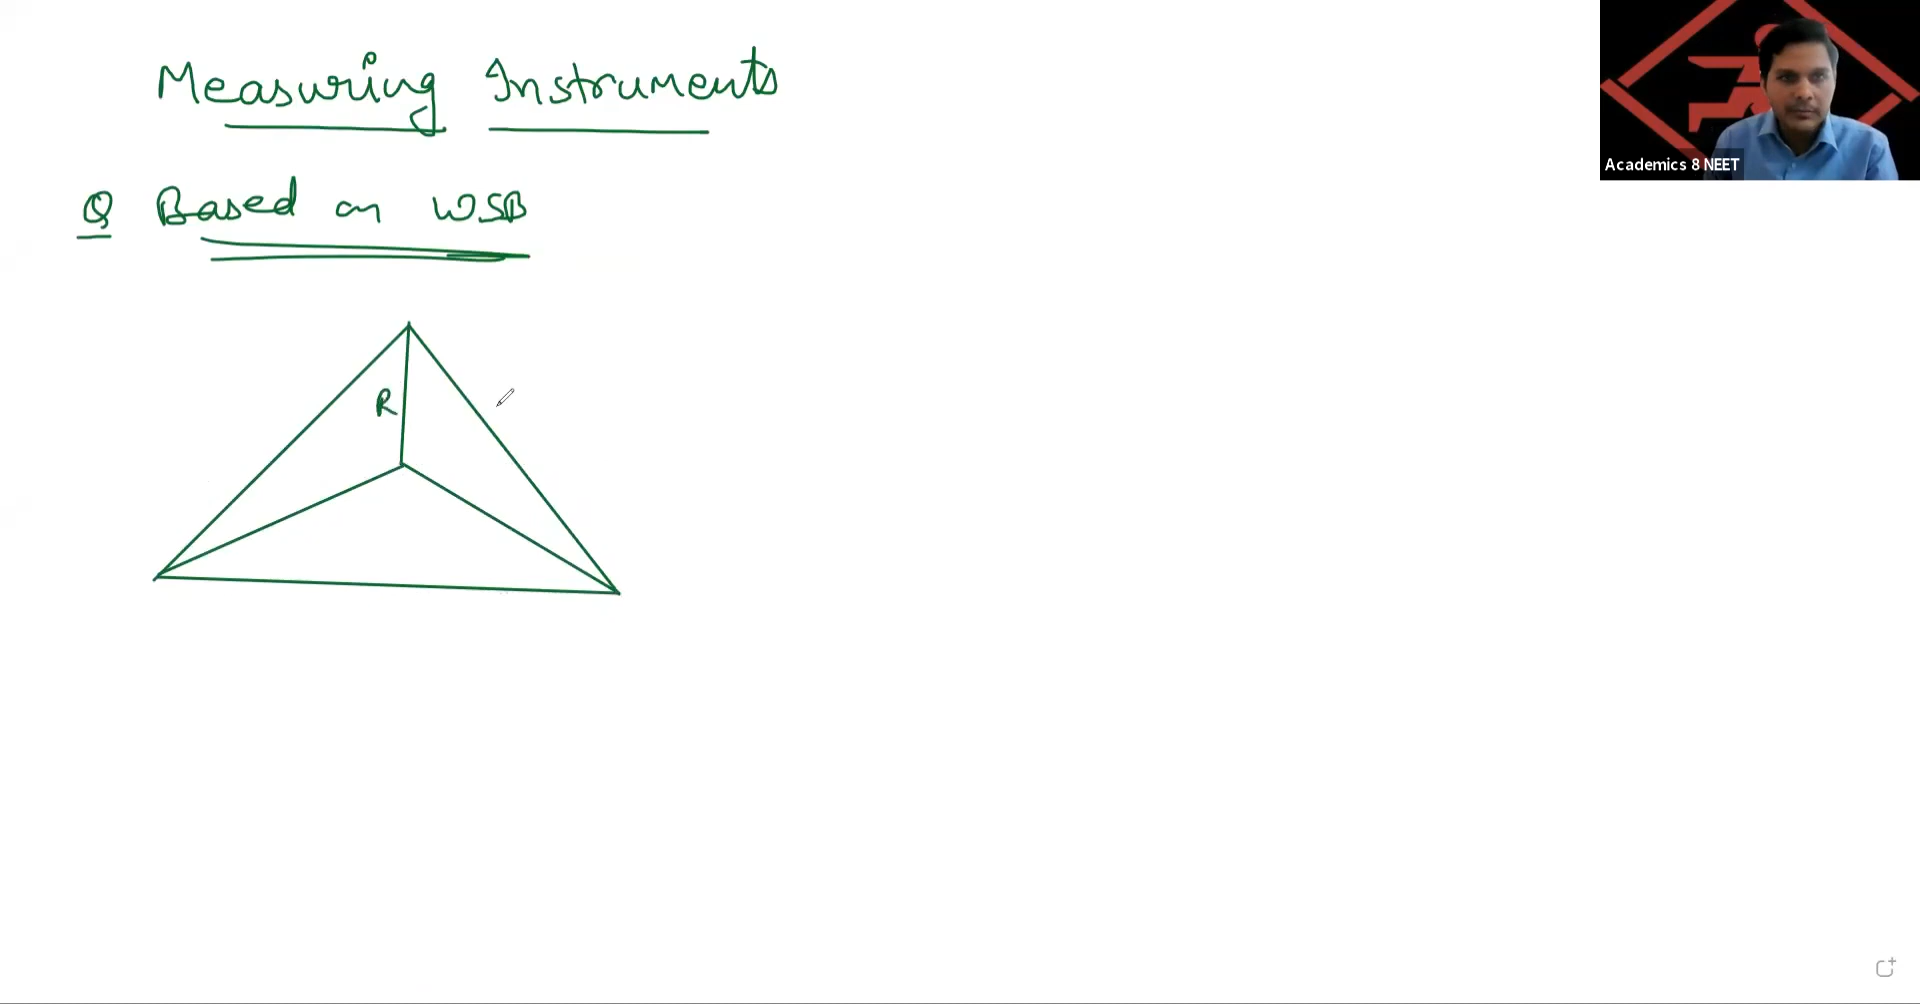 Measuring Instruments
Academics 8 NEET
Q Based on WSB
R